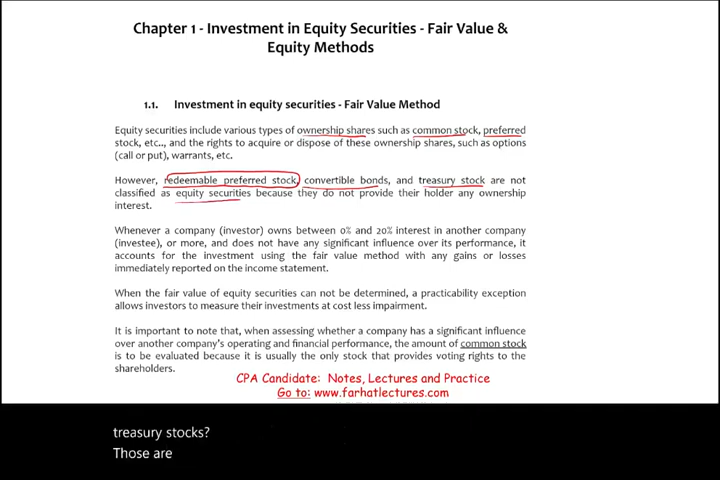 Chapter 1 - Investment in Equity Securities - Fair Value &
Equity Methods
1.1. Investment in equity securities - Fair Value Method
Equity securities include various types of ownership shares such as common stock, preferred
stock, etc.., and the rights to acquire or dispose of these ownership shares, such as options
(call or put), warrants, etc.
However, redeemable preferred stock, convertible bonds, and treasury stock are not
classified as equity securities because they do not provide their holder any ownership
interest.
Whenever a company (investor) owns between 0% and 20% interest in another company
(investee), or more, and does not have any significant influence over its performance, it
accounts for the investment using the fair value method with any gains or losses
immediately reported on the income statement.
When the fair value of equity securities can not be determined, a practicability exception
allows investors to measure their investments at cost less impairment.
It is important to note that, when assessing whether a company has a significant influence
over another company's operating and financial performance, the amount of common stock
is to be evaluated because it is usually the only stock that provides voting rights to the
shareholders.
CPA Candidate: Notes, Lectures and Practice
Go to: www.farhatlectures.com
treasury stocks?
Those are